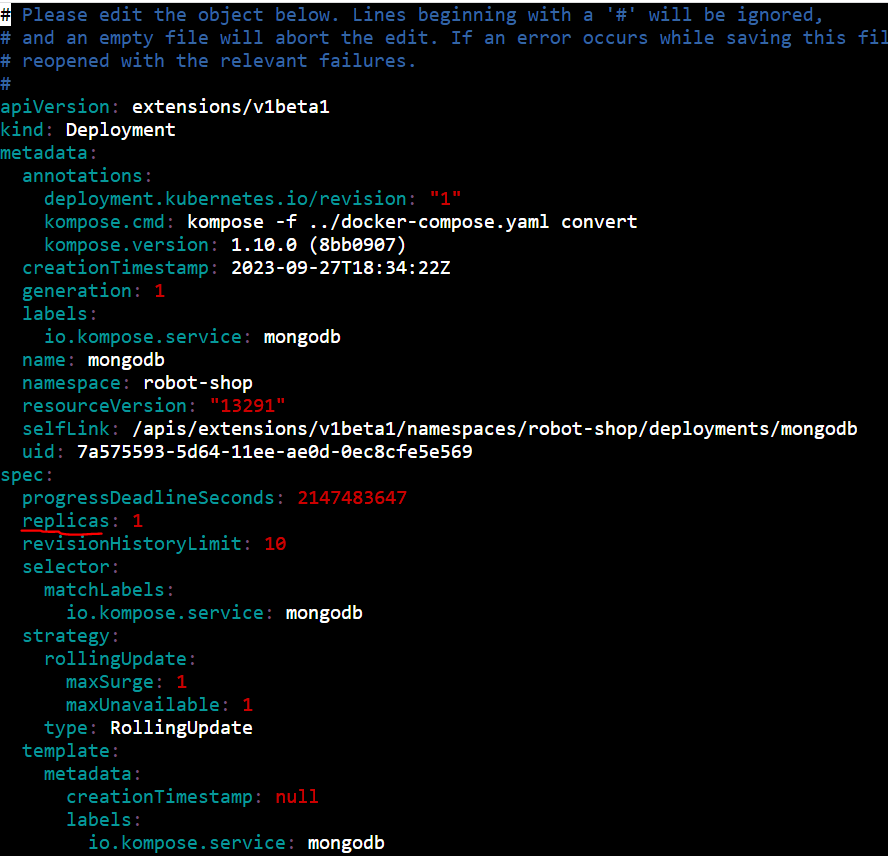 # Please edit the object below. Lines beginning with a '#' will be ignored,
# and an empty file will abort the edit. If an error occurs while saving this fil
# reopened with the relevant failures.
#
apiVersion: extensions/v1beta1
kind: Deployment
metadata:
  annotations:
    deployment.kubernetes.io/revision: "1"
    kompose.cmd: kompose -f ../docker-compose.yaml convert
    kompose.version: 1.10.0 (8bb0907)
  creationTimestamp: 2023-09-27T18:34:22Z
  generation: 1
  labels:
    io.kompose.service: mongodb
  name: mongodb
  namespace: robot-shop
  resourceVersion: "13291"
  selfLink: /apis/extensions/v1beta1/namespaces/robot-shop/deployments/mongodb
  uid: 7a575593-5d64-11ee-ae0d-0ec8cfe5e569
spec:
  progressDeadlineSeconds: 2147483647
  replicas: 1
  revisionHistoryLimit: 10
  selector:
    matchLabels:
      io.kompose.service: mongodb
  strategy:
    rollingUpdate:
      maxSurge: 1
      maxUnavailable: 1
    type: RollingUpdate
  template:
    metadata:
      creationTimestamp: null
      labels:
        io.kompose.service: mongodb